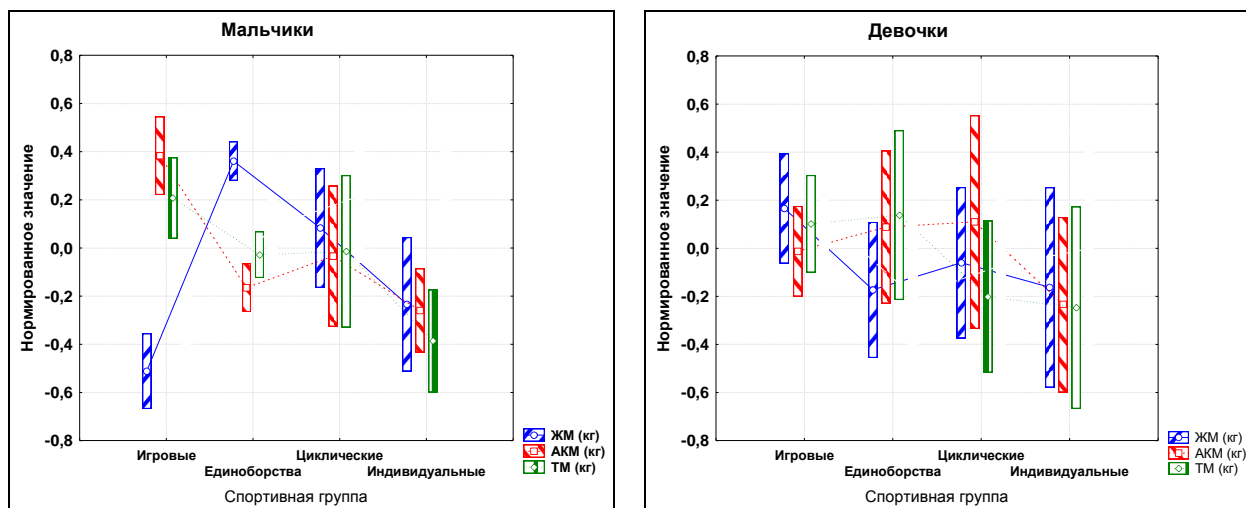 Мальчики
Нормированное значение
0,8
0,6
0,4
0,2
0,0
-0,2
-0,4
-0,6
-0,8
Игровые
Единоборства
Циклические
Индивидуальные
Спортивная группа
ЖМ (кг)
АКМ (кг)
ТМ (кг)
Девочки
Нормированное значение
0,8
0,6
0,4
0,2
0,0
-0,2
-0,4
-0,6
-0,8
Игровые
Единоборства
Циклические
Индивидуальные
Спортивная группа
ЖМ (кг)
АКМ (кг)
ТМ (кг)